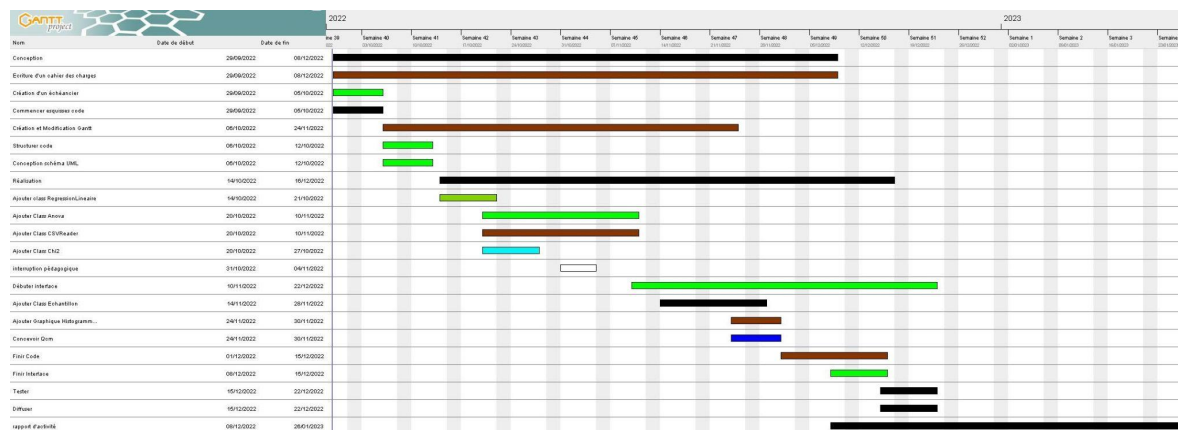 GANTT project
2022 2023
Nom Date de début Date de fin
Semaine 40 Semaine 41 Semaine 42 Semaine 43 Semaine 44 Semaine 45 Semaine 46 Semaine 47 Semaine 48 Semaine 49 Semaine 50 Semaine 51 Semaine 52 Semaine 1 Semaine 2 Semaine 3 Semaine
Conception 29/09/2022 08/12/2022
Ecriture d'un cahier des charges 29/09/2022 08/12/2022
Création d'un échéancier 29/09/2022 05/10/2022
Commencer esquisses code 29/09/2022 05/10/2022
Création et Modification Gantt 06/10/2022 24/11/2022
Structurer code 06/10/2022 12/10/2022
Conception schéma UML 06/10/2022 12/10/2022
Réalisation 14/10/2022 16/12/2022
Ajouter class RegressionLineaire 14/10/2022 21/10/2022
Ajouter Class Anova 20/10/2022 10/11/2022
Ajouter Class CSVReader 20/10/2022 10/11/2022
Ajouter Class Chi2 20/10/2022 27/10/2022
interruption pédagogique 31/10/2022 04/11/2022
Débuter interface 10/11/2022 22/12/2022
Ajouter Class Echantillon 14/11/2022 28/11/2022
Ajouter Graphique Histogramm... 24/11/2022 30/11/2022
Concevoir Qcm 24/11/2022 30/11/2022
Finir Code 01/12/2022 15/12/2022
Finir Interface 08/12/2022 15/12/2022
Tester 15/12/2022 22/12/2022
Diffuser 15/12/2022 22/12/2022
rapport d'activité 08/12/2022 26/01/2023